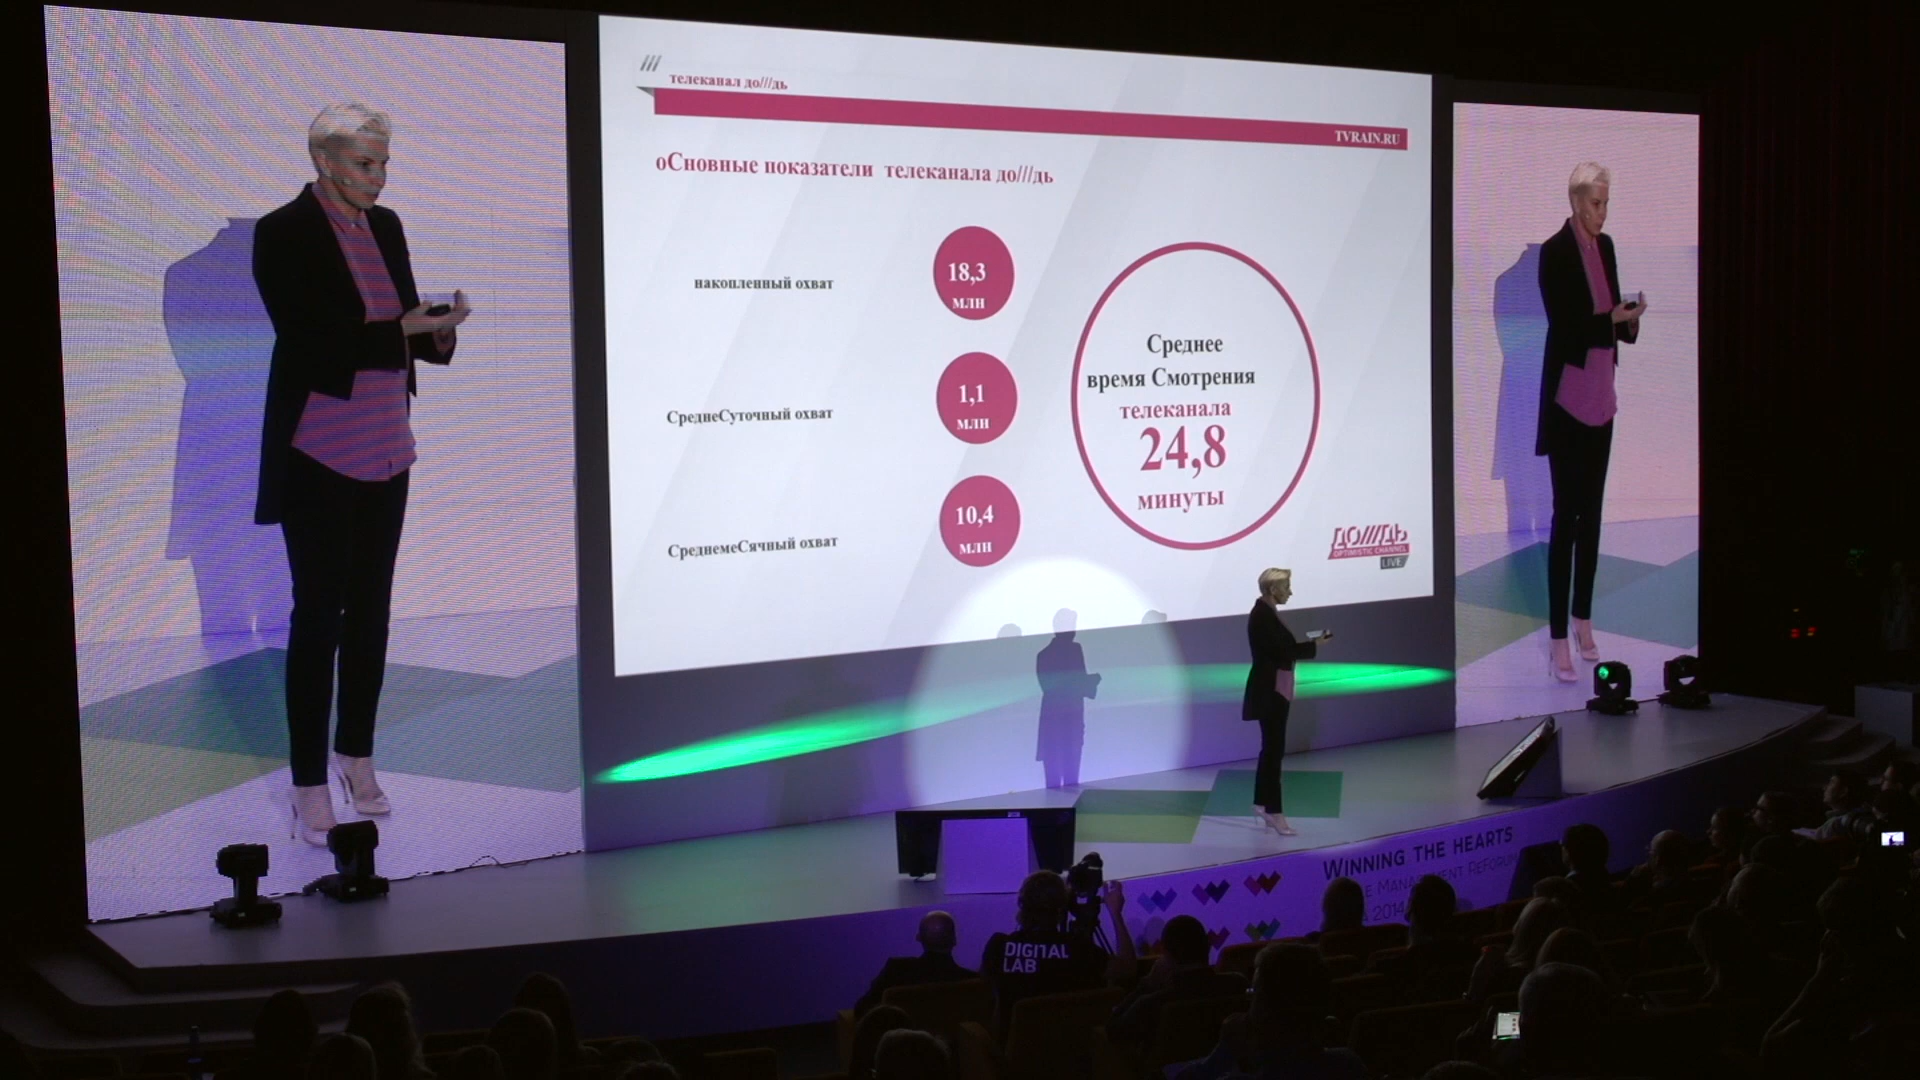 телеканал до///дь
TVRAIN.RU
оСновные показатели телеканала до///дь
накопленный охват
18,3
млн
СреднеСуточный охват
1,1
млн
СреднемеСячный охват
10,4
млн
Среднее
время Смотрения
телеканала
24,8
минуты
ДО///ДЬ
OPTIMISTIC CHANNEL
LIVE
WINNING THE HEARTS
2014
DIGITAL
LAB